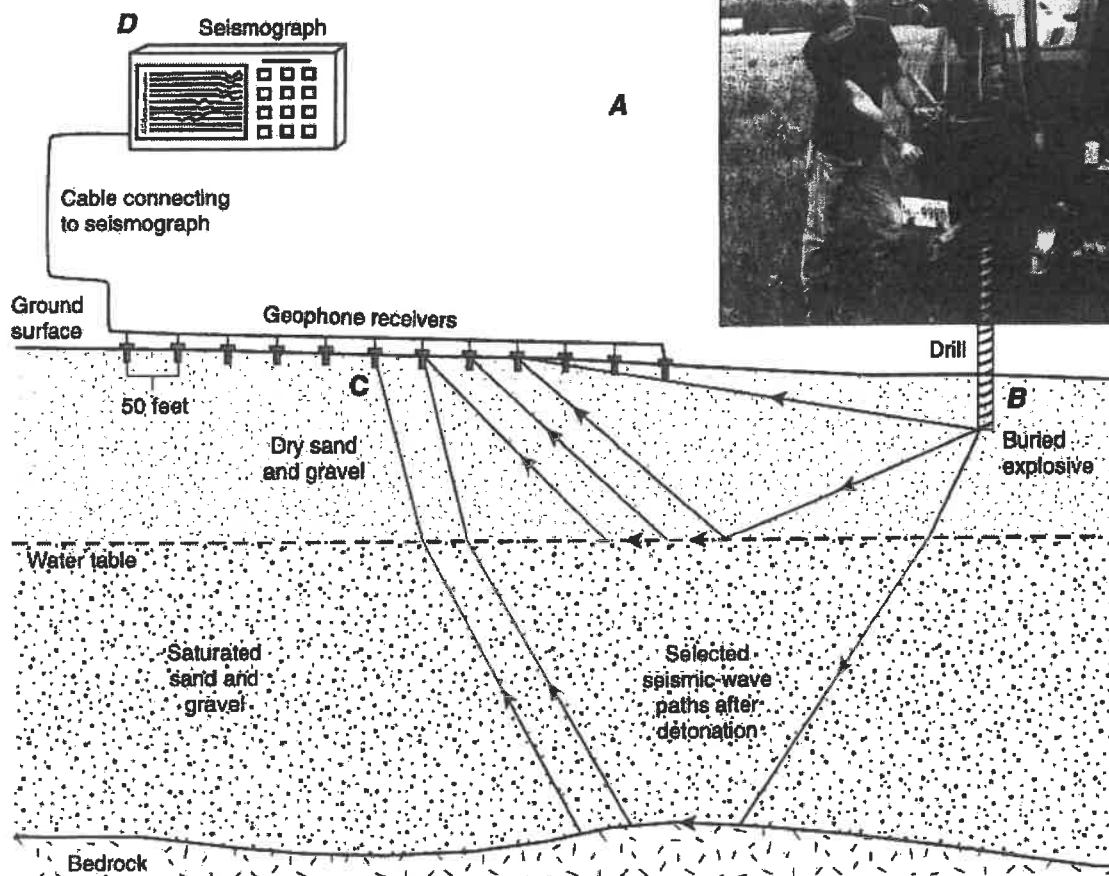 D
Seismograph
A
Cable connecting
to seismograph
Ground
surface
Geophone receivers
Drill
50 feet
C
B
Dry sand
and gravel
Buried
explosive
Water table
Saturated
sand and
gravel
Selected
seismic-wave
paths after
detonation
Bedrock